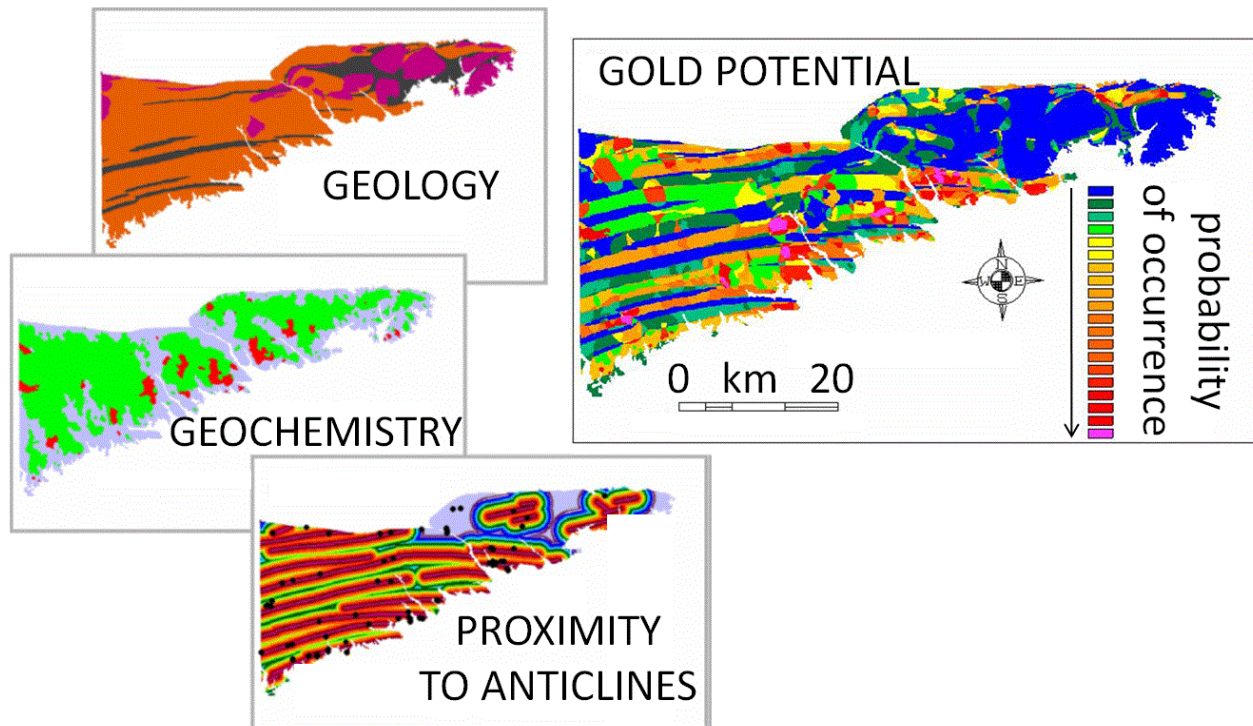 GEOLOGY
GEOCHEMISTRY
PROXIMITY
TO ANTICLINES
GOLD POTENTIAL
N
W E
S
0 km 20
probability
of occurrence